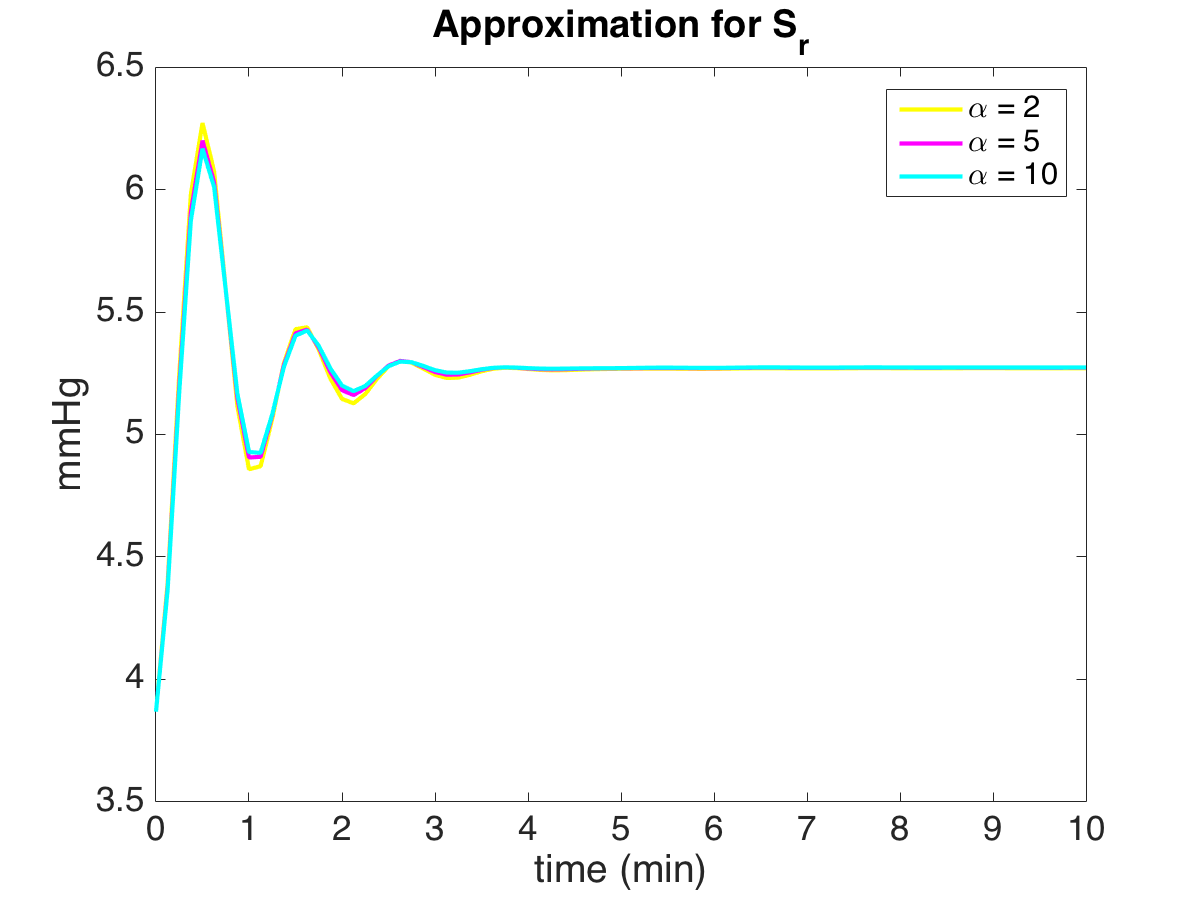 Approximation for S_r
6.5
6
5.5
5
4.5
4
3.5
mmHg
α = 2
α = 5
α = 10
0 1 2 3 4 5 6 7 8 9 10
time (min)